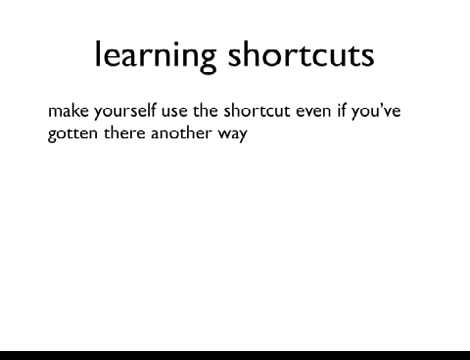 learning shortcuts
make yourself use the shortcut even if you've
gotten there another way